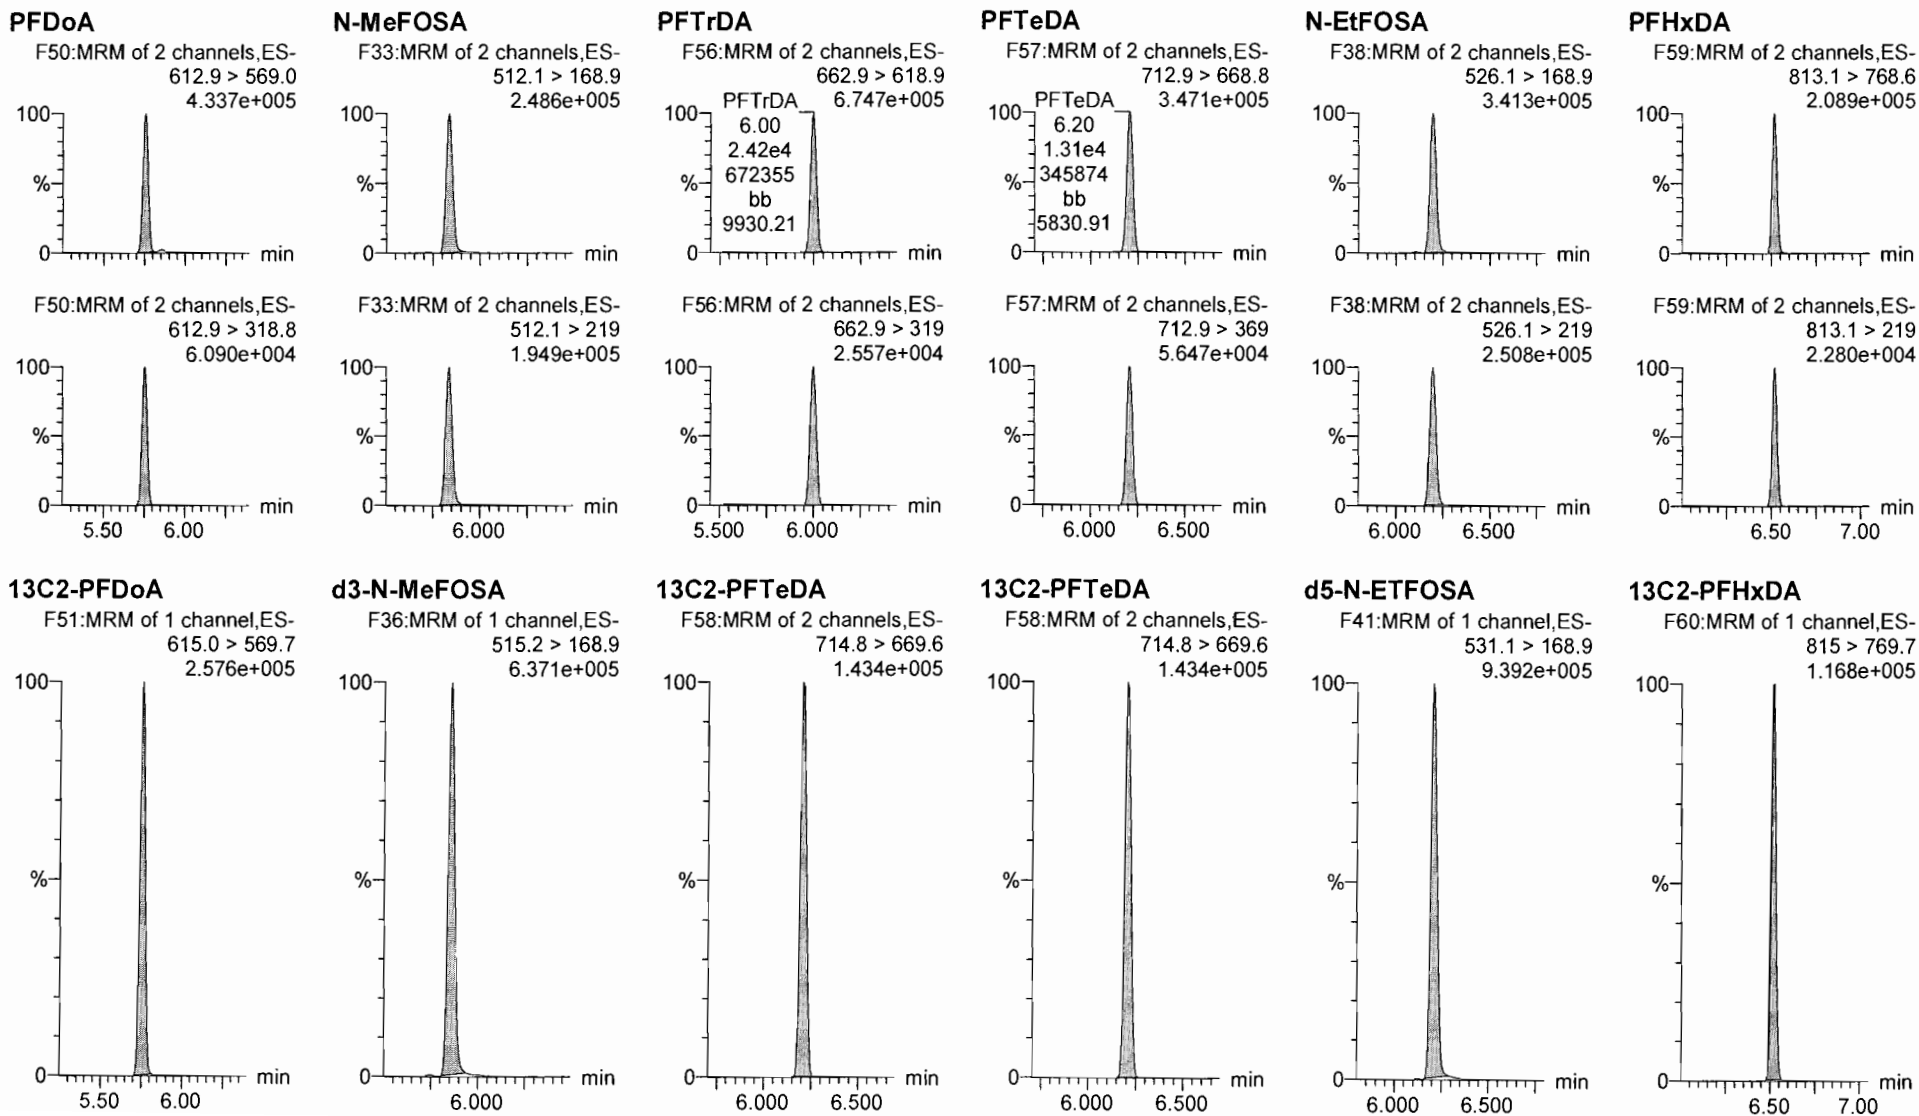 PFDoA
F50:MRM of 2 channels,ES-
612.9 > 569.0
4.337e+005
100
%
0
min
N-MeFOSA
F33:MRM of 2 channels,ES-
512.1 > 168.9
2.486e+005
100
%
0
min
PFTrDA
F56:MRM of 2 channels,ES-
662.9 > 618.9
6.747e+005
PFTrDA
6.00
2.42e4
672355
bb
9930.21
100
%
0
min
PFTeDA
F57:MRM of 2 channels,ES-
712.9 > 668.8
3.471e+005
PFTeDA
6.20
1.31e4
345874
bb
5830.91
100
%
0
min
N-EtFOSA
F38:MRM of 2 channels,ES-
526.1 > 168.9
3.413e+005
100
%
0
min
PFHxDA
F59:MRM of 2 channels,ES-
813.1 > 768.6
2.089e+005
100
%
0
min
F50:MRM of 2 channels,ES-
612.9 > 318.8
6.090e+004
100
%
0
min
5.50 6.00
F33:MRM of 2 channels,ES-
512.1 > 219
1.949e+005
100
%
0
min
6.000
F56:MRM of 2 channels,ES-
662.9 > 319
2.557e+004
100
%
0
min
5.500 6.000
F57:MRM of 2 channels,ES-
712.9 > 369
5.647e+004
100
%
0
min
6.000 6.500
F38:MRM of 2 channels,ES-
526.1 > 219
2.508e+005
100
%
0
min
6.000 6.500
F59:MRM of 2 channels,ES-
813.1 > 219
2.280e+004
100
%
0
min
6.50 7.00
13C2-PFDoA
F51:MRM of 1 channel,ES-
615.0 > 569.7
2.576e+005
100
%
0
min
5.50 6.00
d3-N-MeFOSA
F36:MRM of 1 channel,ES-
515.2 > 168.9
6.371e+005
100
%
0
min
6.000
13C2-PFTeDA
F58:MRM of 2 channels,ES-
714.8 > 669.6
1.434e+005
100
%
0
min
6.000 6.500
13C2-PFTeDA
F58:MRM of 2 channels,ES-
714.8 > 669.6
1.434e+005
100
%
0
min
6.000 6.500
d5-N-ETFOSA
F41:MRM of 1 channel,ES-
531.1 > 168.9
9.392e+005
100
%
0
min
6.000 6.500
13C2-PFHxDA
F60:MRM of 1 channel,ES-
815 > 769.7
1.168e+005
100
%
0
min
6.50 7.00